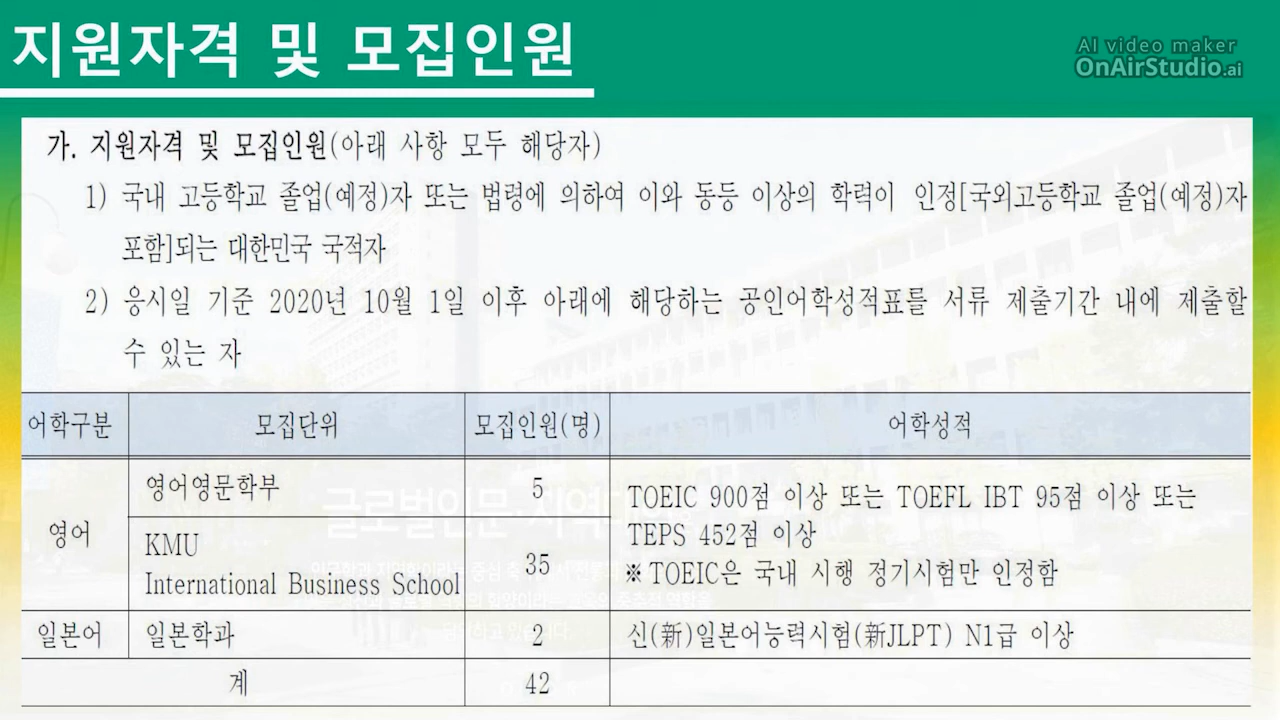 지원자격 및 모집인원
AI video maker
OnAirStudio.ai
가. 지원자격 및 모집인원(아래 사항 모두 해당자)
1) 국내 고등학교 졸업(예정)자 또는 법령에 의하여 이와 동등 이상의 학력이 인정[국외고등학교 졸업(예정)자
포함]되는 대한민국 국적자
2) 응시일 기준 2020년 10월 1일 이후 아래에 해당하는 공인어학성적표를 서류 제출기간 내에 제출할
수 있는 자
어학구분 모집단위 모집인원(명) 어학성적
영어 영어영문학부 5 TOEIC 900점 이상 또는 TOEFL IBT 95점 이상 또는
TEPS 452점 이상
KMU
International Business School 35 ※ TOEIC은 국내 시행 정기시험만 인정함
일본어 일본학과 2 신(新)일본어능력시험(新JLPT) N1급 이상
계 42
글로벌인문·지역대